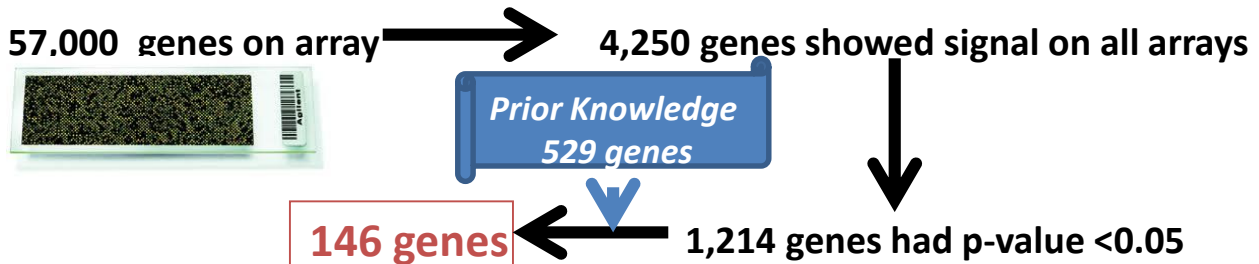 57,000 genes on array
4,250 genes showed signal on all arrays
Agilent
Prior Knowledge
529 genes
146 genes
1,214 genes had p-value <0.05